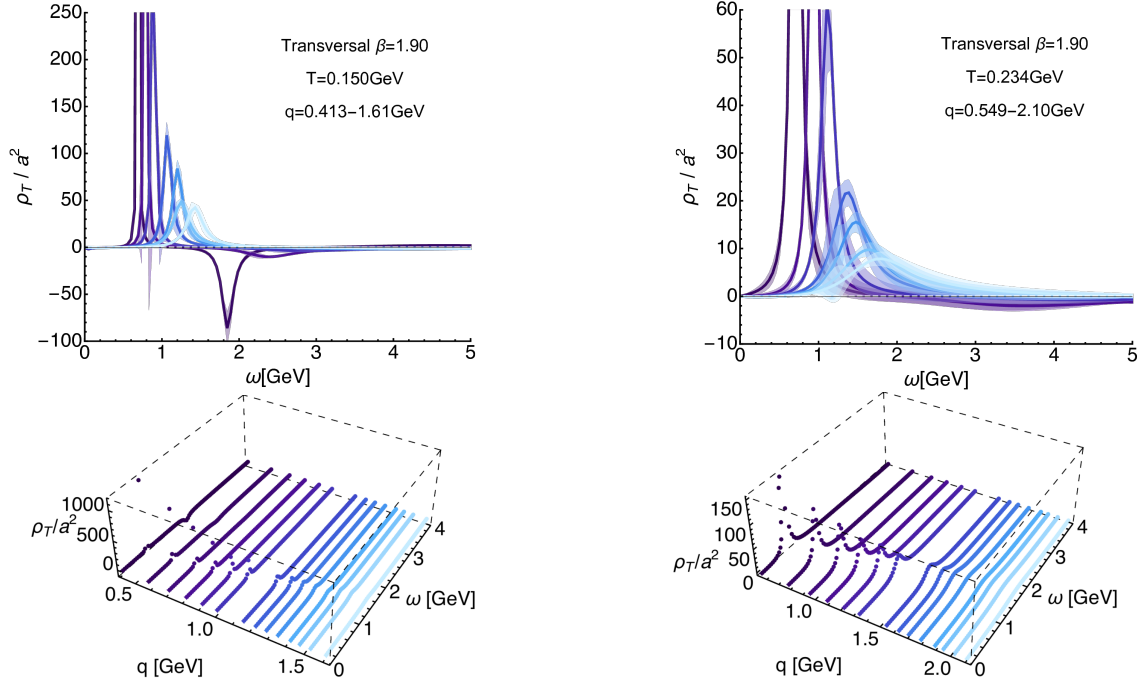 250
200
150
100
50
0
−50
−100
ρT / a2
Transversal β=1.90
T=0.150GeV
q=0.413−1.61GeV
0 1 2 3 4 5
ω[GeV]
60
50
40
30
20
10
0
−10
ρT / a2
Transversal β=1.90
T=0.234GeV
q=0.549−2.10GeV
0 1 2 3 4 5
ω[GeV]
1000
500
0
ρT/a2
0.5 1.0 1.5
q [GeV]
0 1 2 3 4
ω [GeV]
150
100
50
0
ρT/a2
1.0 1.5 2.0
q [GeV]
0 1 2 3 4
ω [GeV]